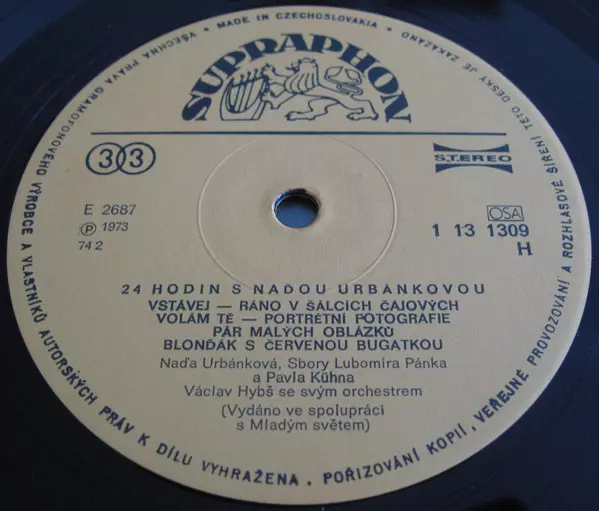 VŠECHNA PRÁVA GRAMOFONOVÉHO VÝROBCE A VLASTNÍKŮ AUTORSKÝCH PRÁV K DÍLU VYHRAŽENA. POŘIZOVÁNÍ KOPIÍ, VEŘEJNÉ PROVOZOVÁNÍ A ROZHLASOVÉ ŠÍŘENÍ TÉTO DESKY JE ZAKÁZÁNO
• MADE IN CZECHOSLOVAKIA •
SUPRAPHON
33
STEREO
E 2687
Ⓟ 1973
74 2
OSA
1 13 1309
H
24 HODIN S NAĎOU URBÁNKOVOU
VSTÁVEJ — RÁNO V ŠÁLCÍCH ČAJOVÝCH
VOLÁM TĚ — PORTRÉTNÍ FOTOGRAFIE
PÁR MALÝCH OBLÁZKŮ
BLONĎÁK S ČERVENOU BUGATKOU
Naďa Urbánková, Sbory Lubomíra Pánka
a Pavla Kühna
Václav Hybš se svým orchestrem
(Vydáno ve spolupráci
s Mladým světem)